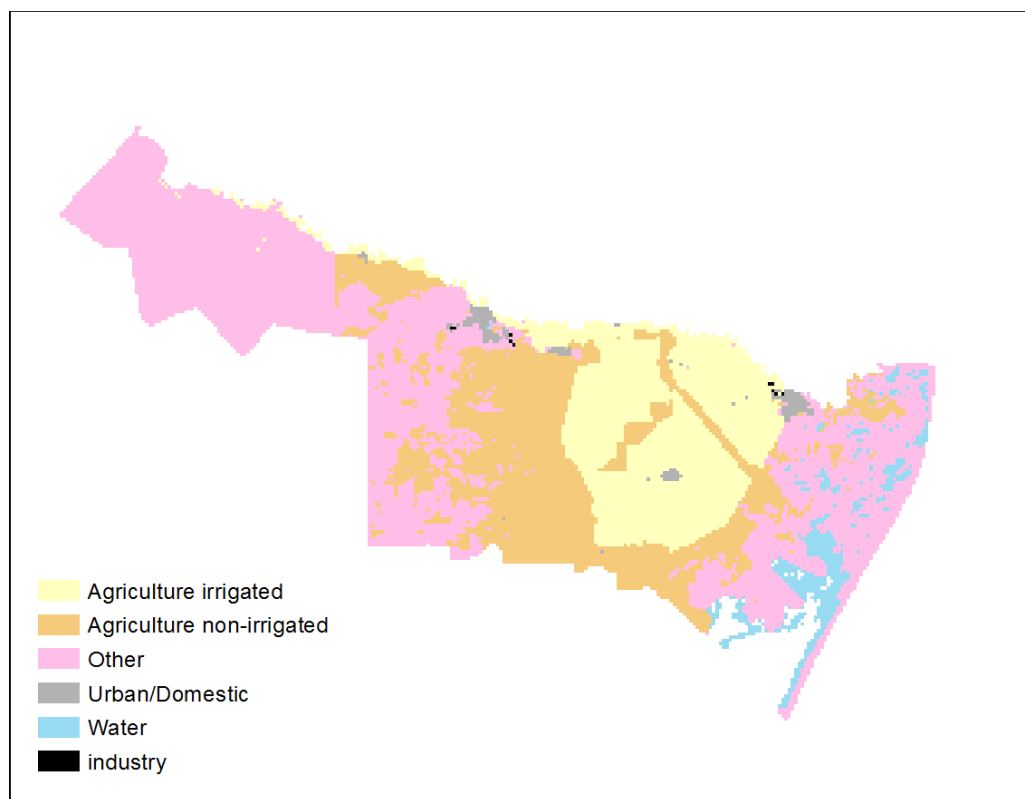 Agriculture irrigated
Agriculture non-irrigated
Other
Urban/Domestic
Water
industry